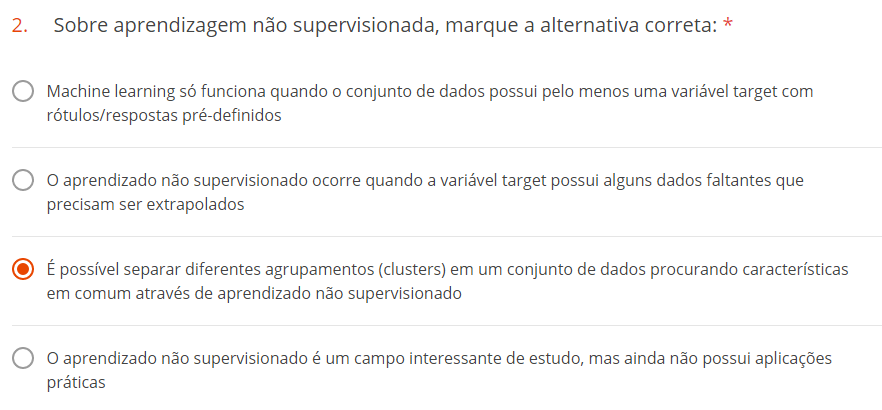 2. Sobre aprendizagem não supervisionada, marque a alternativa correta: *
Machine learning só funciona quando o conjunto de dados possui pelo menos uma variável target com
rótulos/respostas pré-definidos
O aprendizado não supervisionado ocorre quando a variável target possui alguns dados faltantes que
precisam ser extrapolados
É possível separar diferentes agrupamentos (clusters) em um conjunto de dados procurando características
em comum através de aprendizado não supervisionado
O aprendizado não supervisionado é um campo interessante de estudo, mas ainda não possui aplicações
práticas